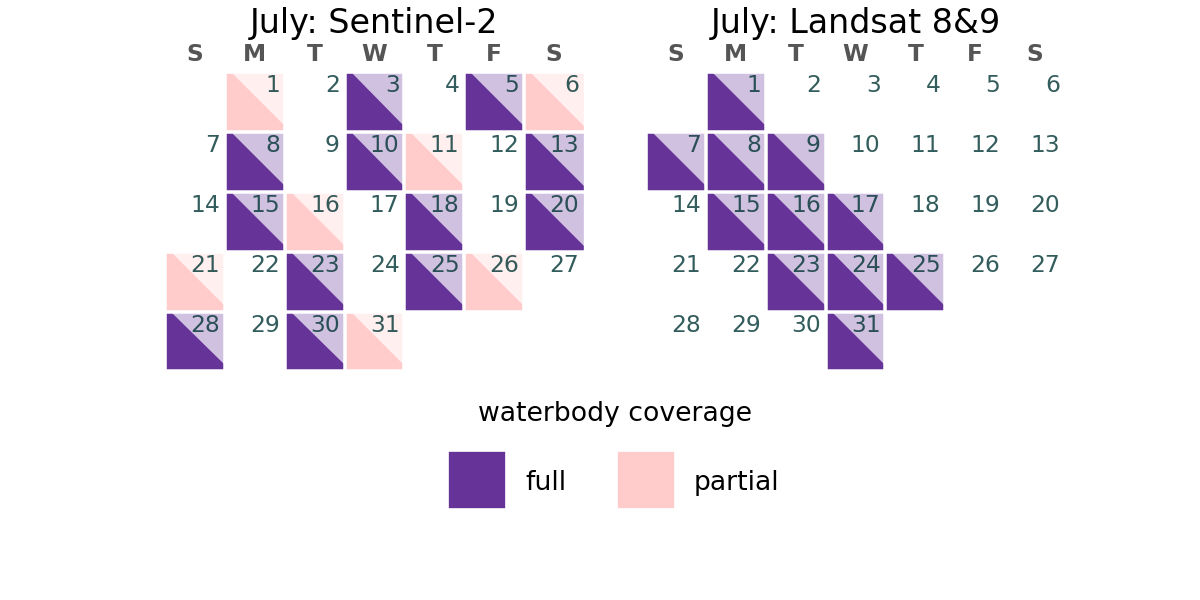 July: Sentinel-2
S M T W T F S
1 2 3 4 5 6
7 8 9 10 11 12 13
14 15 16 17 18 19 20
21 22 23 24 25 26 27
28 29 30 31
July: Landsat 8&9
S M T W T F S
1 2 3 4 5 6
7 8 9 10 11 12 13
14 15 16 17 18 19 20
21 22 23 24 25 26 27
28 29 30 31
waterbody coverage
full partial